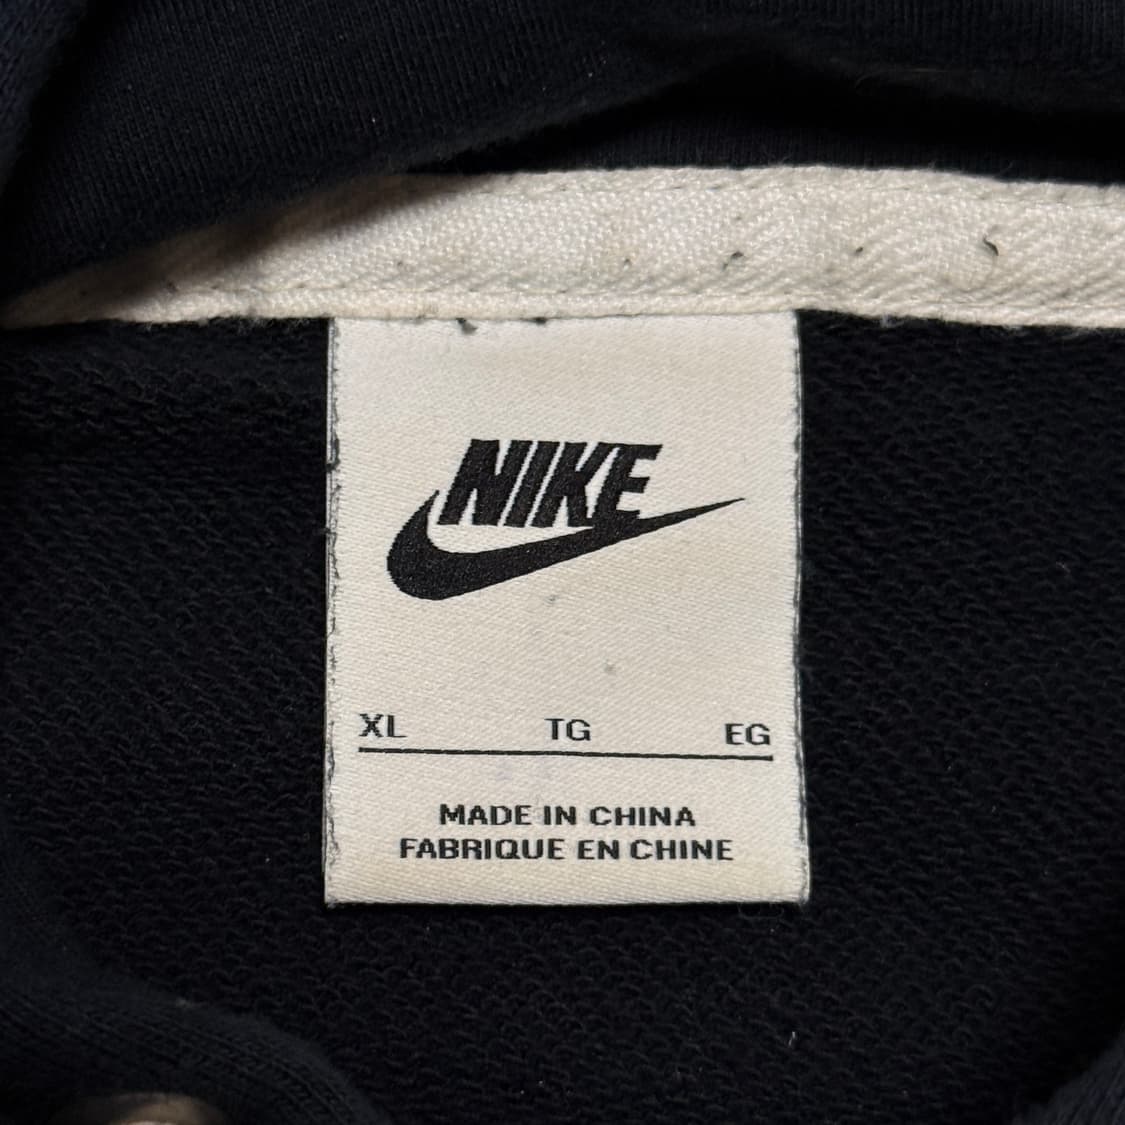 NIKE
XL TG EG
MADE IN CHINA
FABRIQUE EN CHINE